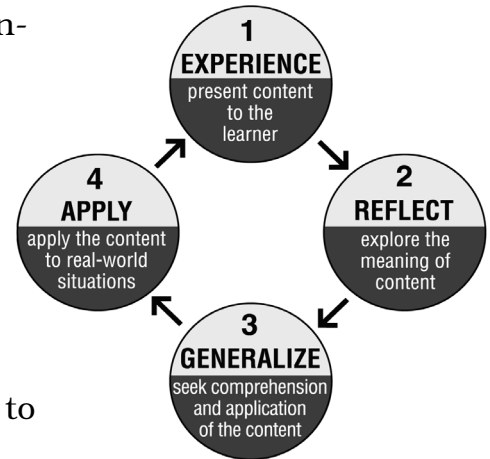 n-
1
EXPERIENCE
present content
to the
learner
2
REFLECT
explore the
meaning of
content
3
GENERALIZE
seek comprehension
and application
of the content
4
APPLY
apply the content
to real-world
situations
to